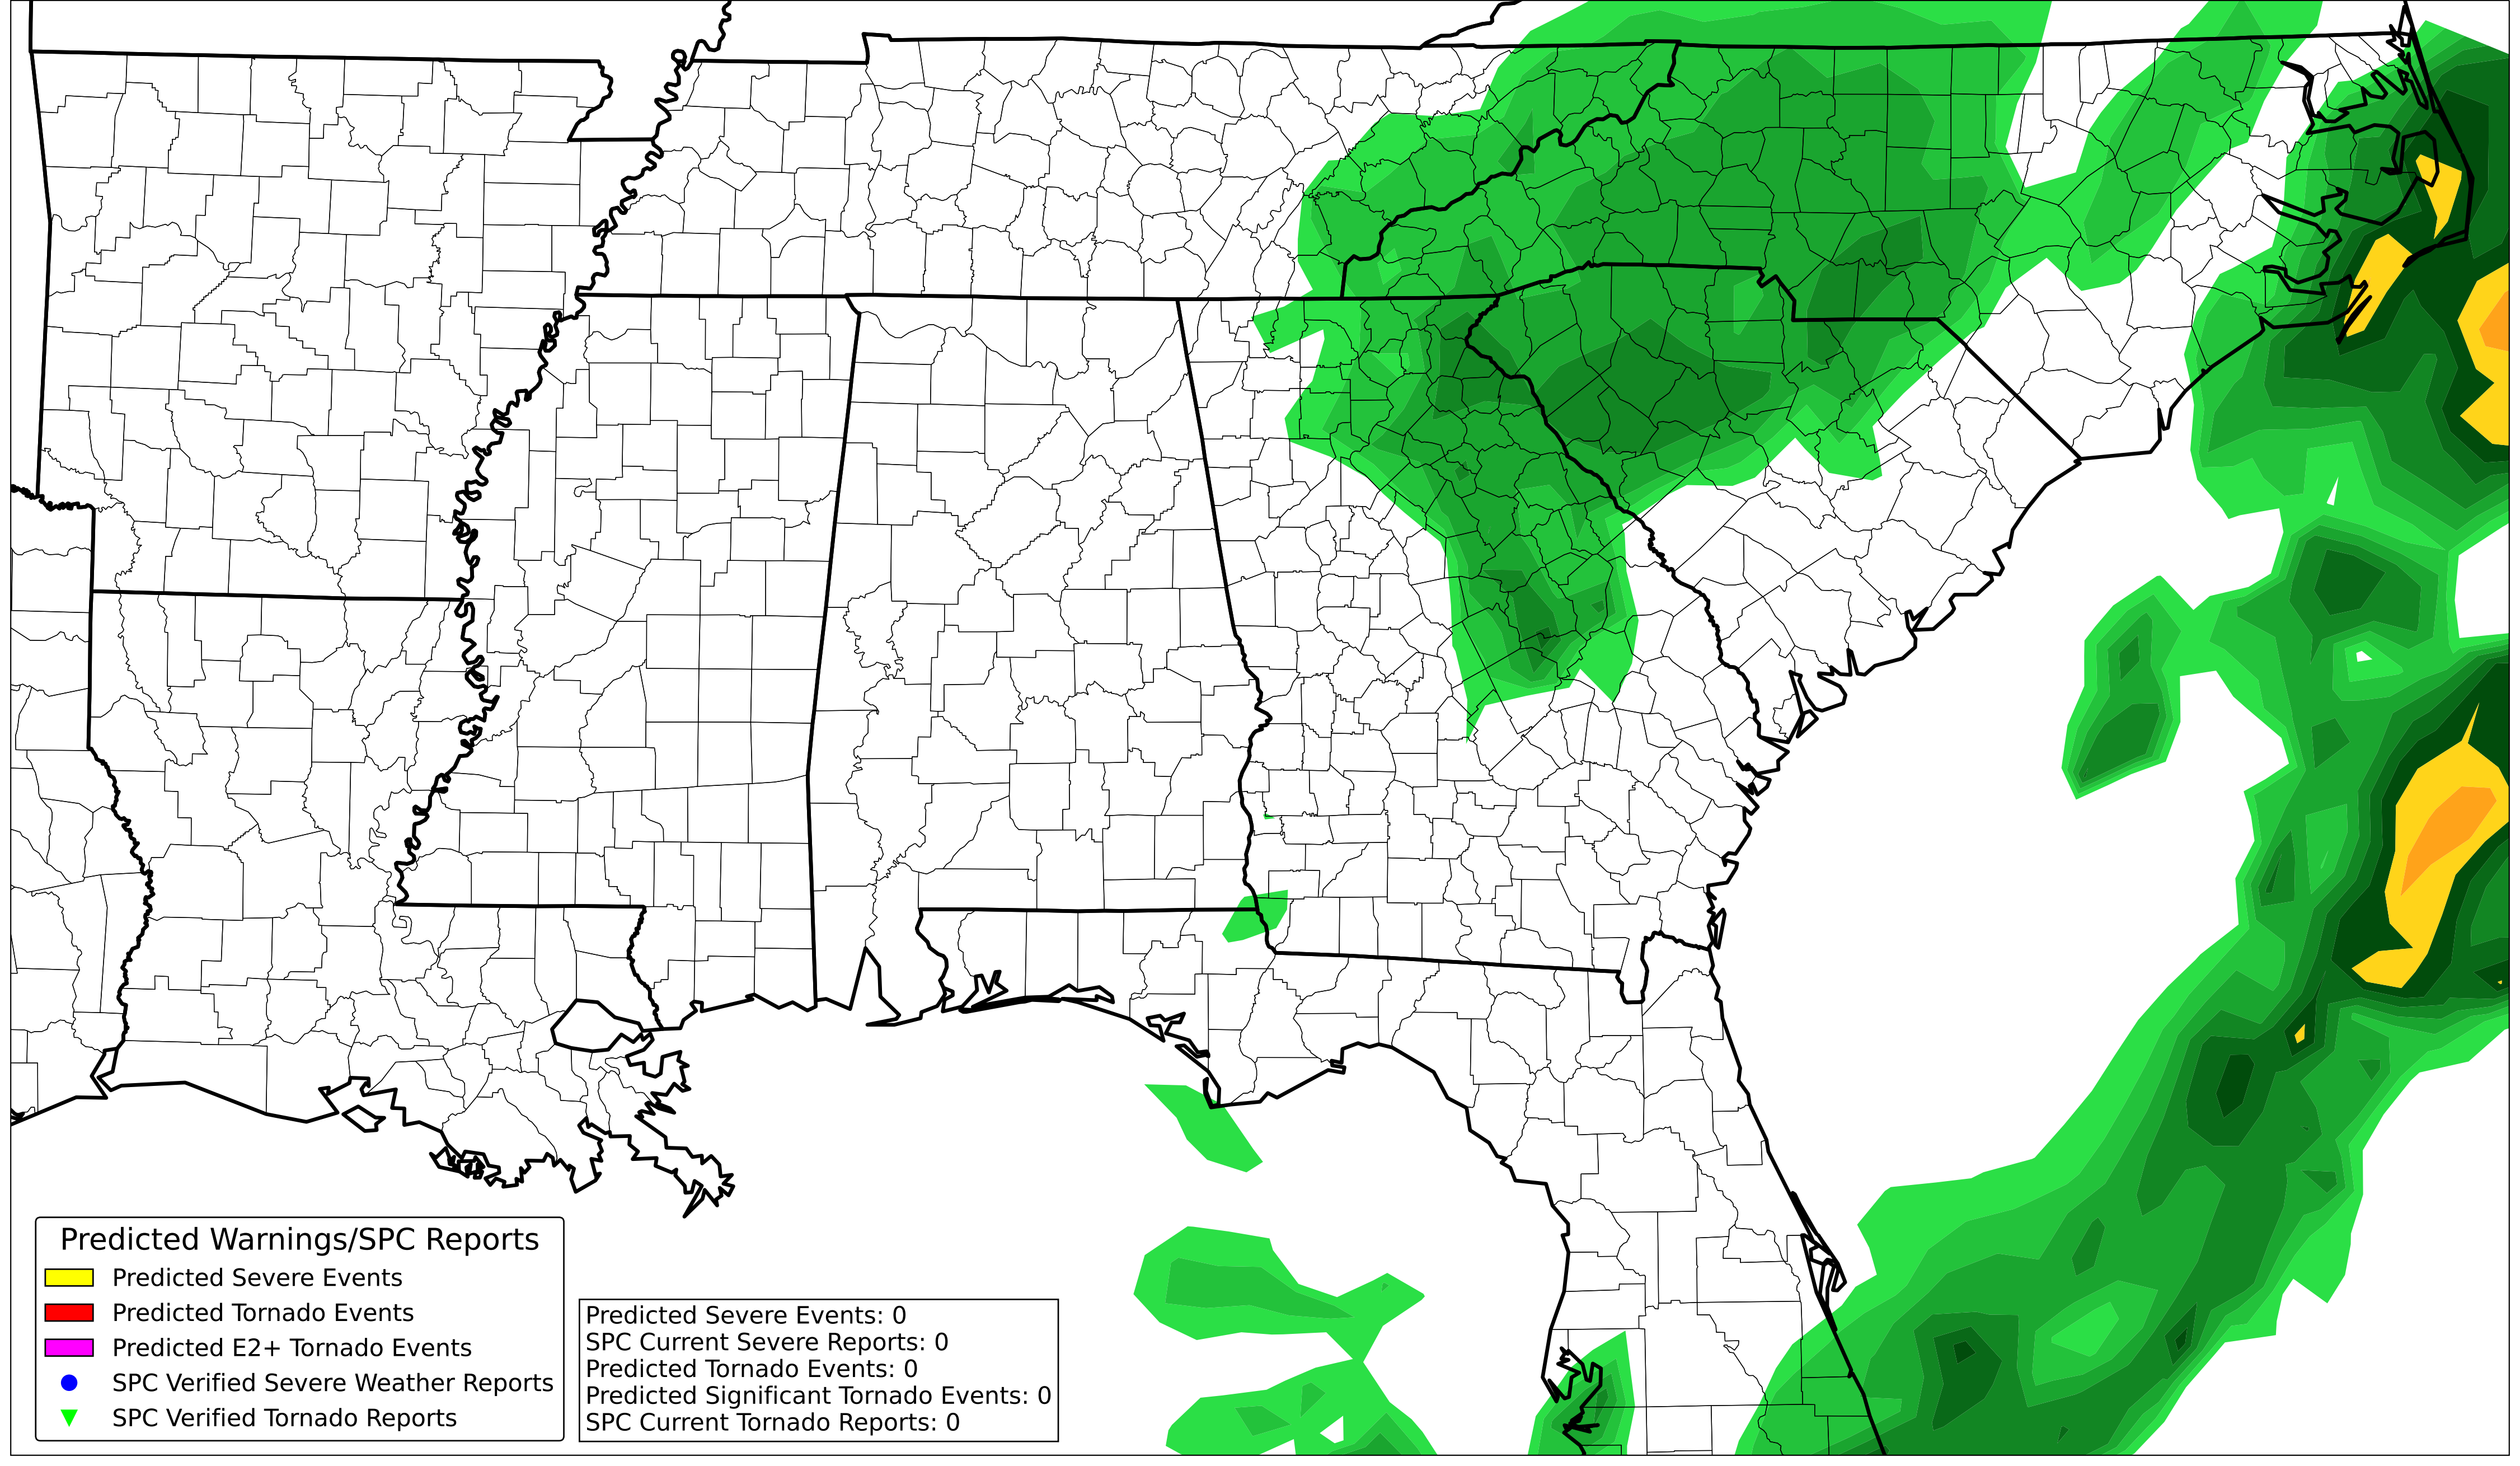 Predicted Warnings/SPC Reports
Predicted Severe Events
Predicted Tornado Events
Predicted E2+ Tornado Events
SPC Verified Severe Weather Reports
SPC Verified Tornado Reports
Predicted Severe Events: 0
SPC Current Severe Reports: 0
Predicted Tornado Events: 0
Predicted Significant Tornado Events: 0
SPC Current Tornado Reports: 0